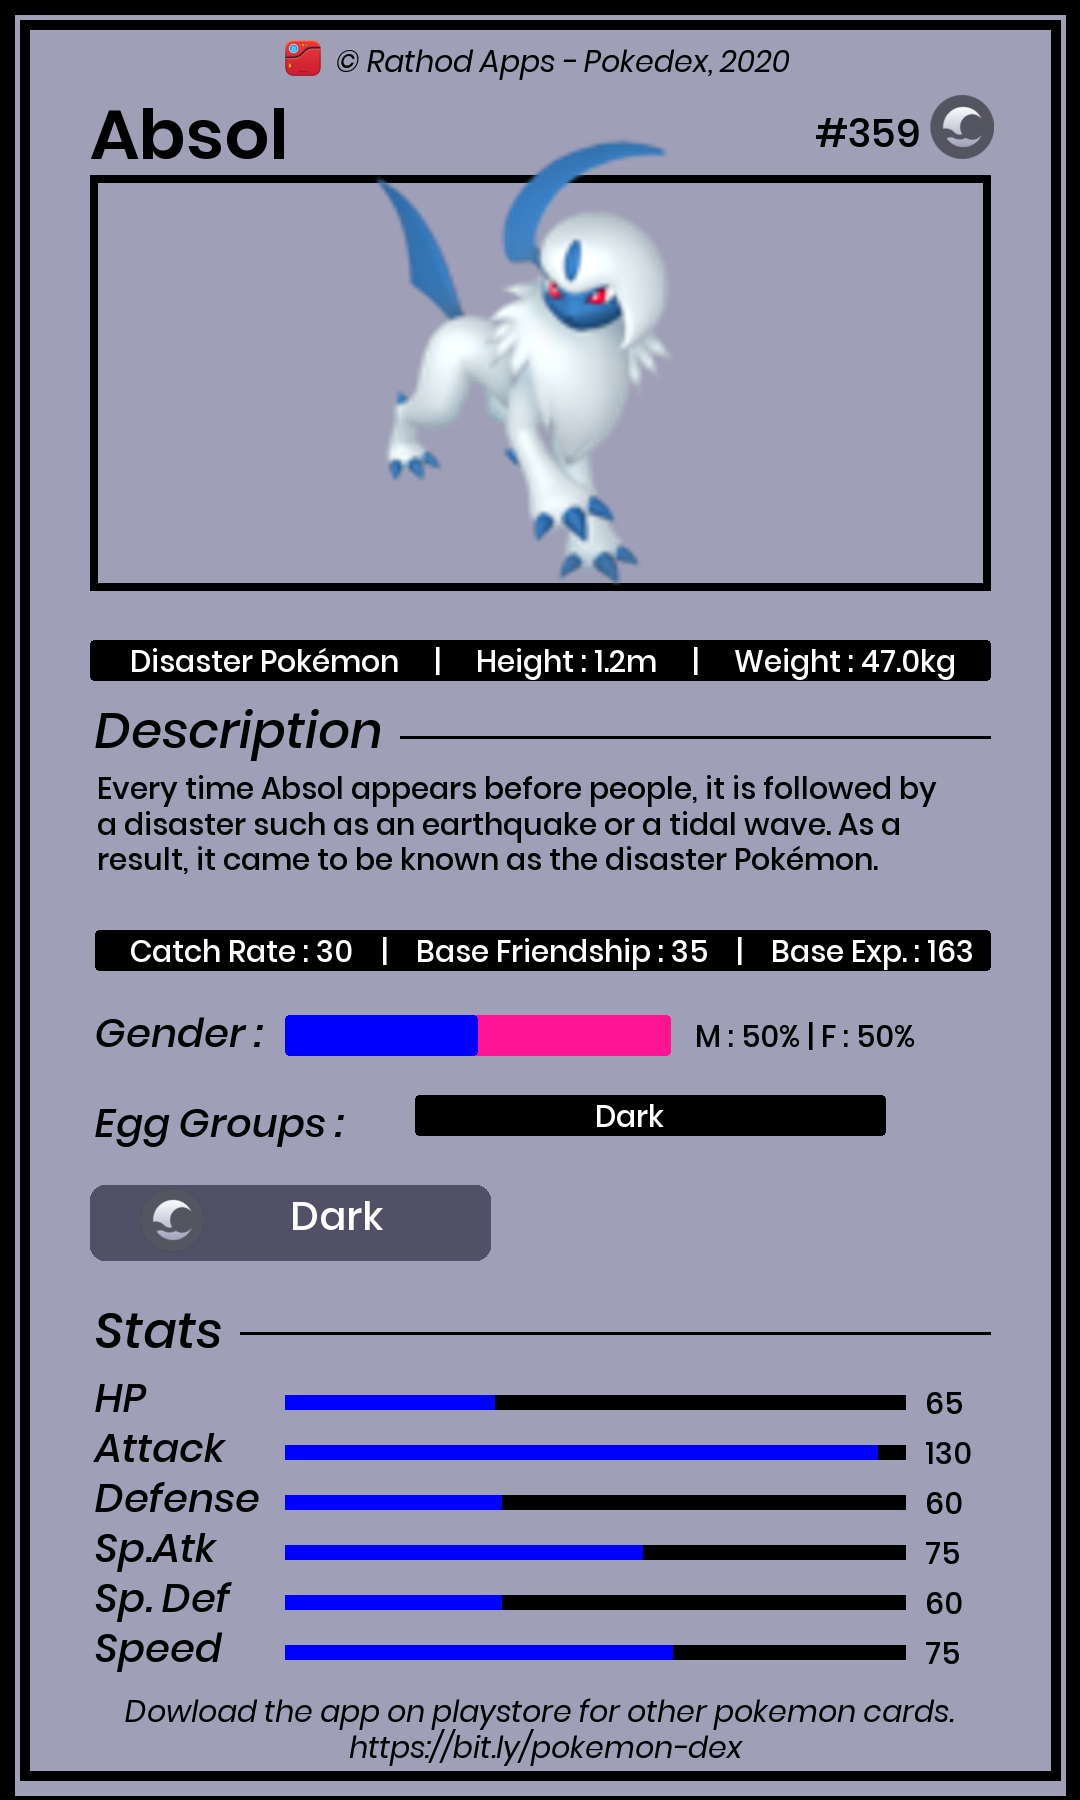 © Rathod Apps - Pokedex, 2020
Absol
#359
Disaster Pokémon | Height : 1.2m | Weight : 47.0kg
Description
Every time Absol appears before people, it is followed by
a disaster such as an earthquake or a tidal wave. As a
result, it came to be known as the disaster Pokémon.
Catch Rate : 30 | Base Friendship : 35 | Base Exp. : 163
Gender : M : 50% | F : 50%
Egg Groups : Dark
Dark
Stats
HP 65
Attack 130
Defense 60
Sp.Atk 75
Sp. Def 60
Speed 75
Dowload the app on playstore for other pokemon cards.
https://bit.ly/pokemon-dex